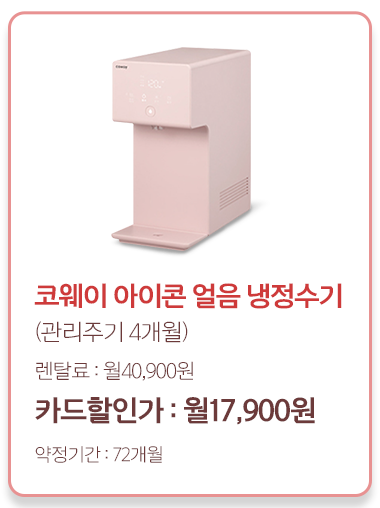 코웨이 아이콘 얼음 냉정수기
(관리주기 4개월)
렌탈료 : 월40,900원
카드할인가 : 월17,900원
약정기간 : 72개월